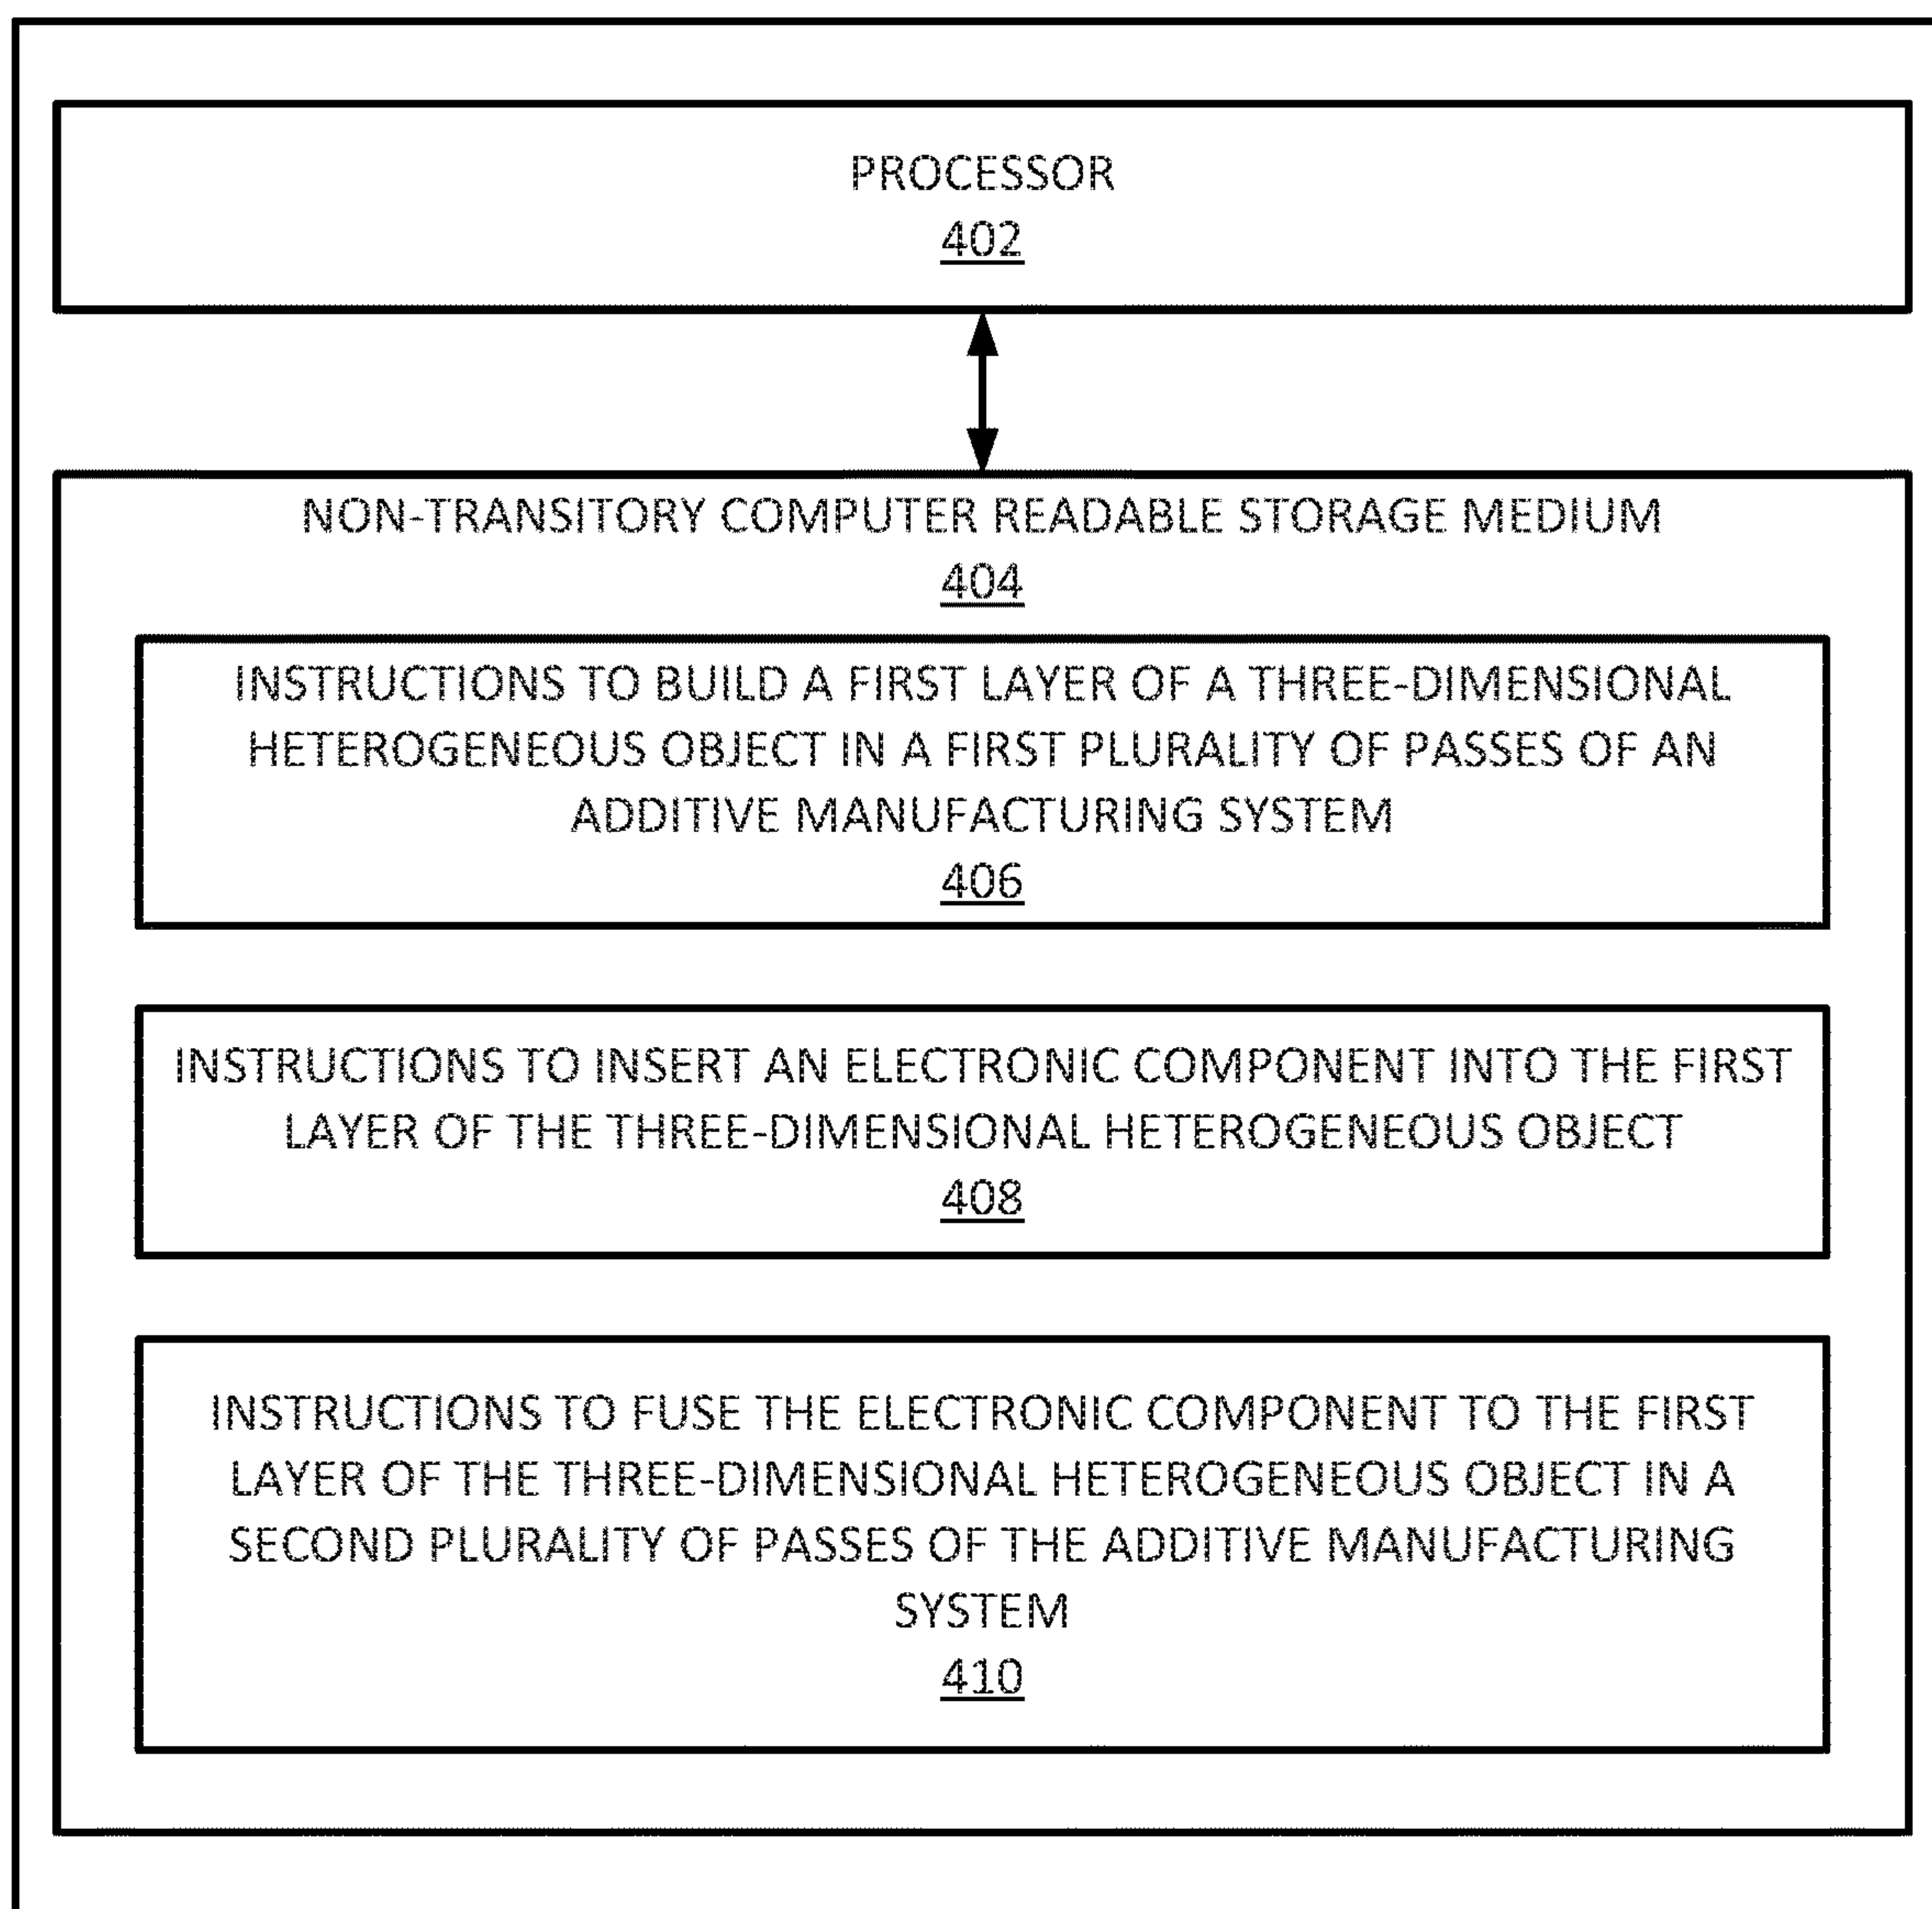 PROCESSOR
402
NON-TRANSITORY COMPUTER READABLE STORAGE MEDIUM
404
INSTRUCTIONS TO BUILD A FIRST LAYER OF A THREE-DIMENSIONAL
HETEROGENEOUS OBJECT IN A FIRST PLURALITY OF PASSES OF AN
ADDITIVE MANUFACTURING SYSTEM
406
INSTRUCTIONS TO INSERT AN ELECTRONIC COMPONENT INTO THE FIRST
LAYER OF THE THREE-DIMENSIONAL HETEROGENEOUS OBJECT
408
INSTRUCTIONS TO FUSE THE ELECTRONIC COMPONENT TO THE FIRST
LAYER OF THE THREE-DIMENSIONAL HETEROGENEOUS OBJECT IN A
SECOND PLURALITY OF PASSES OF THE ADDITIVE MANUFACTURING
SYSTEM
410